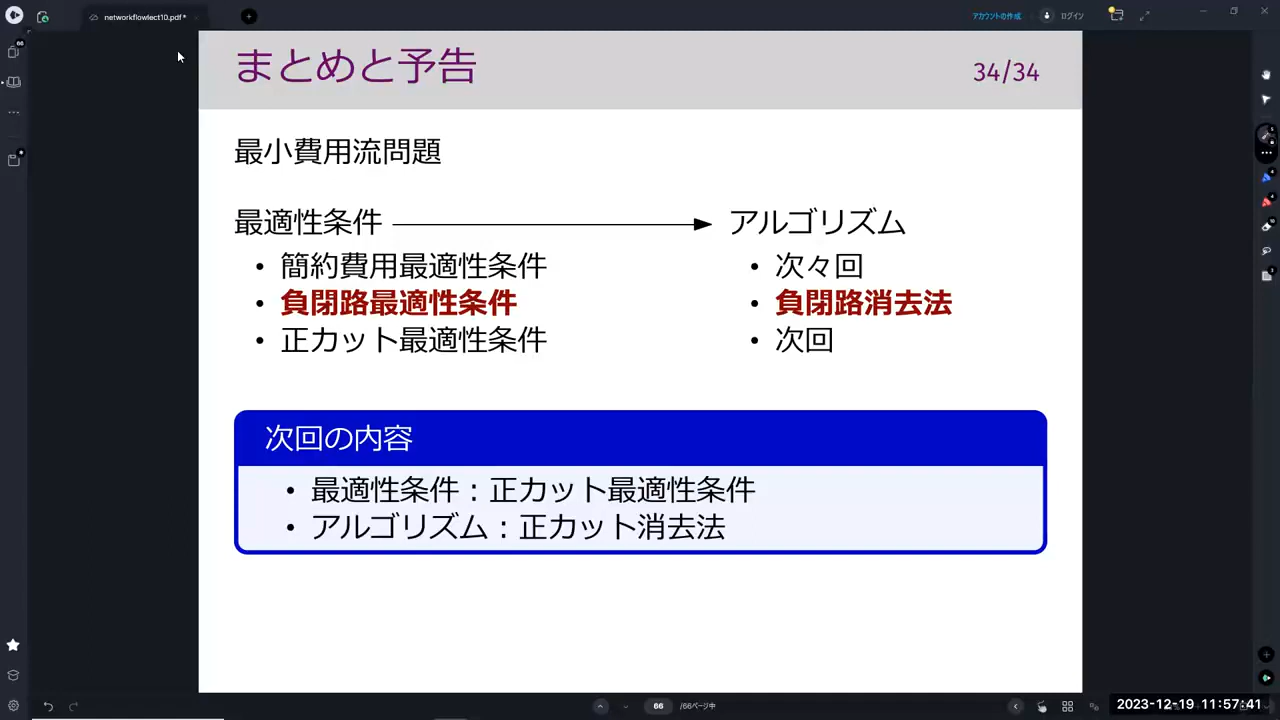 networkflowlect10.pdf*
アカウントの作成
ログイン
まとめと予告
34/34
最小費用流問題
最適性条件
アルゴリズム
• 簡約費用最適性条件
• 次々回
• 負閉路最適性条件
• 負閉路消去法
• 正カット最適性条件
• 次回
次回の内容
• 最適性条件：正カット最適性条件
• アルゴリズム：正カット消去法
66
/66ページ中
2023-12-19 11:57:41